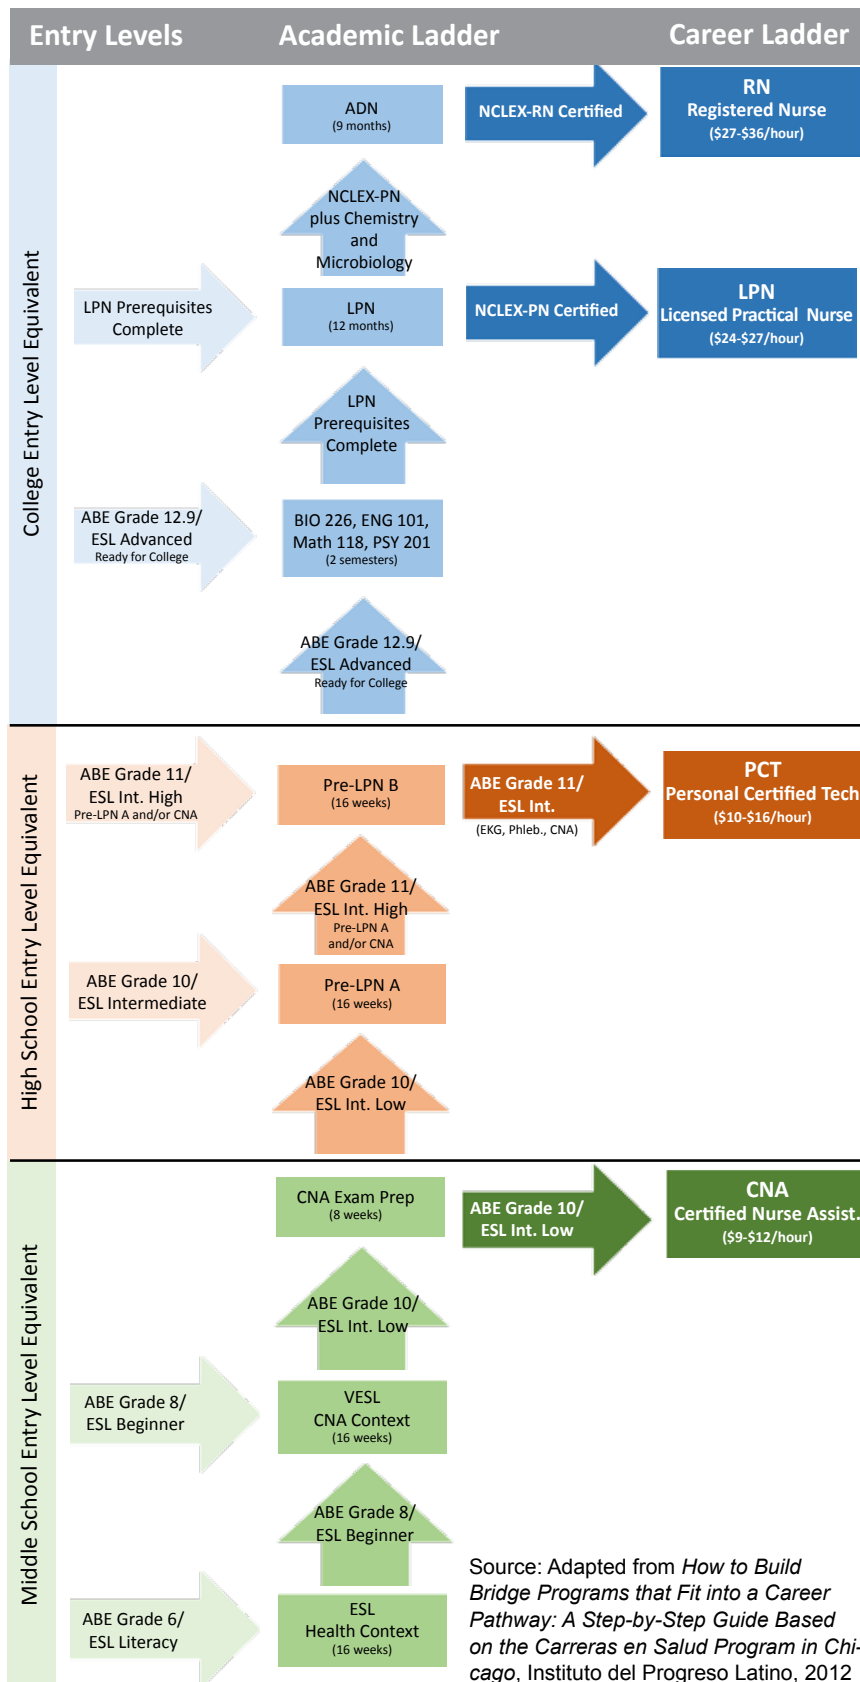 Entry Levels
Academic Ladder
Career Ladder
College Entry Level Equivalent
ADN
(9 months)
NCLEX-RN Certified
RN
Registered Nurse
($27-$36/hour)
NCLEX-PN
plus Chemistry
and
Microbiology
LPN Prerequisites
Complete
LPN
(12 months)
NCLEX-PN Certified
LPN
Licensed Practical Nurse
($24-$27/hour)
LPN
Prerequisites
Complete
ABE Grade 12.9/
ESL Advanced
Ready for College
BIO 226, ENG 101,
Math 118, PSY 201
(2 semesters)
ABE Grade 12.9/
ESL Advanced
Ready for College
High School Entry Level Equivalent
ABE Grade 11/
ESL Int. High
Pre-LPN A and/or CNA
Pre-LPN B
(16 weeks)
ABE Grade 11/
ESL Int.
(EKG, Phleb., CNA)
PCT
Personal Certified Tech
($10-$16/hour)
ABE Grade 11/
ESL Int. High
Pre-LPN A
and/or CNA
ABE Grade 10/
ESL Intermediate
Pre-LPN A
(16 weeks)
ABE Grade 10/
ESL Int. Low
Middle School Entry Level Equivalent
CNA Exam Prep
(8 weeks)
ABE Grade 10/
ESL Int. Low
CNA
Certified Nurse Assist.
($9-$12/hour)
ABE Grade 10/
ESL Int. Low
ABE Grade 8/
ESL Beginner
VESL
CNA Context
(16 weeks)
ABE Grade 8/
ESL Beginner
ABE Grade 6/
ESL Literacy
ESL
Health Context
(16 weeks)
Source: Adapted from How to Build
Bridge Programs that Fit into a Career
Pathway: A Step-by-Step Guide Based
on the Carreras en Salud Program in Chi-
cago, Instituto del Progreso Latino, 2012